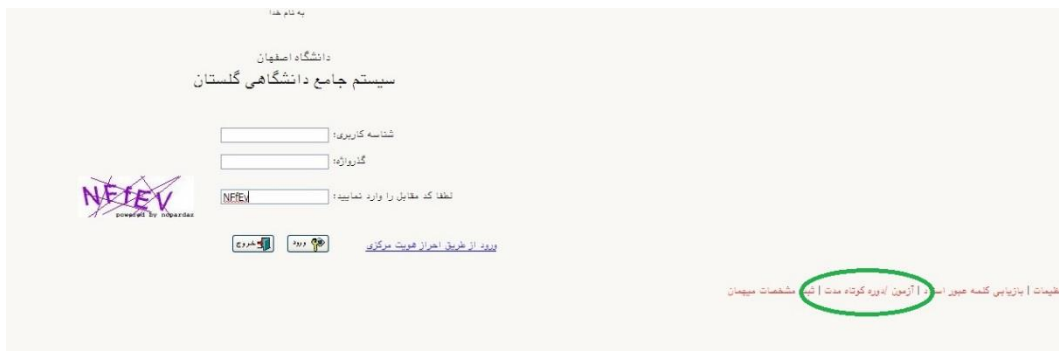 به نام خدا
دانشگاه اصفهان
سیستم جامع دانشگاهی گلستان
شناسه کاربری:
گذرواژه:
لطفا کد مقابل را وارد نمایید:
NFfEv
NFfEV
powered by nopardaz
ورود از طریق احراز هویت مرکزی
ورود
خروج
بازیابی کلمه عبور | آزمون /دوره کوتاه مدت | ثبت مشخصات میهمان